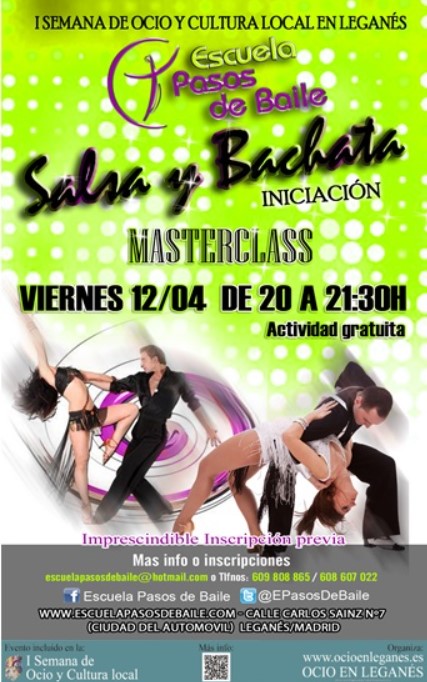 I SEMANA DE OCIO Y CULTURA LOCAL EN LEGANÉS
Escuela
Pasos
de Baile
Salsa y Bachata
INICIACIÓN
MASTERCLASS
VIERNES 12/04 DE 20 A 21:30H
Actividad gratuita
Imprescindible Inscripción previa
Mas info o inscripciones
escuelapasosdebaile@hotmail.com o Tlfnos: 609 808 865 / 608 607 022
f Escuela Pasos de Baile @EPasosDeBaile
WWW.ESCUELAPASOSDEBAILE.COM - CALLE CARLOS SAINZ Nº7
(CIUDAD DEL AUTOMOVIL) LEGANÉS/MADRID
Evento incluido en la: Más info: Organiza:
I Semana de www.ocioenleganes.es
Ocio y Cultura local OCIO EN LEGANÉS